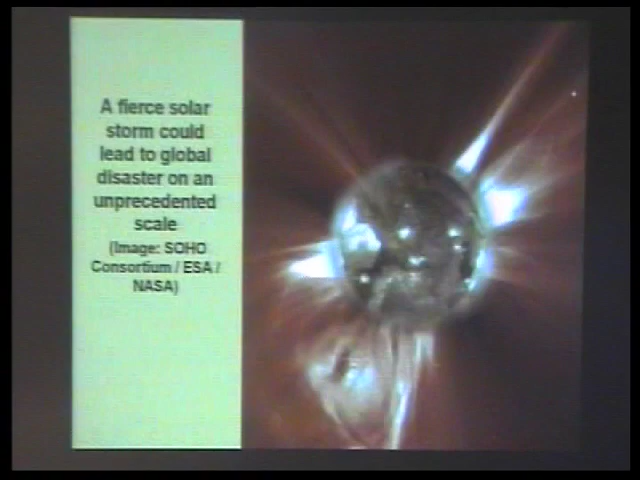 A fierce solar
storm could
lead to global
disaster on an
unprecedented
scale
(Image: SOHO
Consortium / ESA /
NASA)